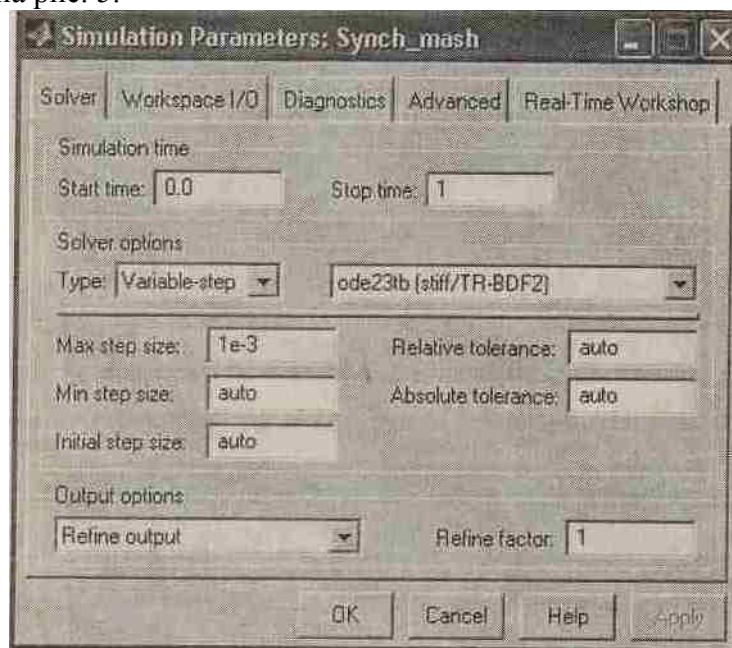 на рис. 5.
Simulation Parameters: Synch_mash
Solver Workspace I/O Diagnostics Advanced Real-Time Workshop
Simulation time
Start time: 0.0 Stop time: 1
Solver options
Type: Variable-step ode23tb (stiff/TR-BDF2)
Max step size: 1e-3 Relative tolerance: auto
Min step size: auto Absolute tolerance: auto
Initial step size: auto
Output options
Refine output Refine factor: 1
OK Cancel Help Apply